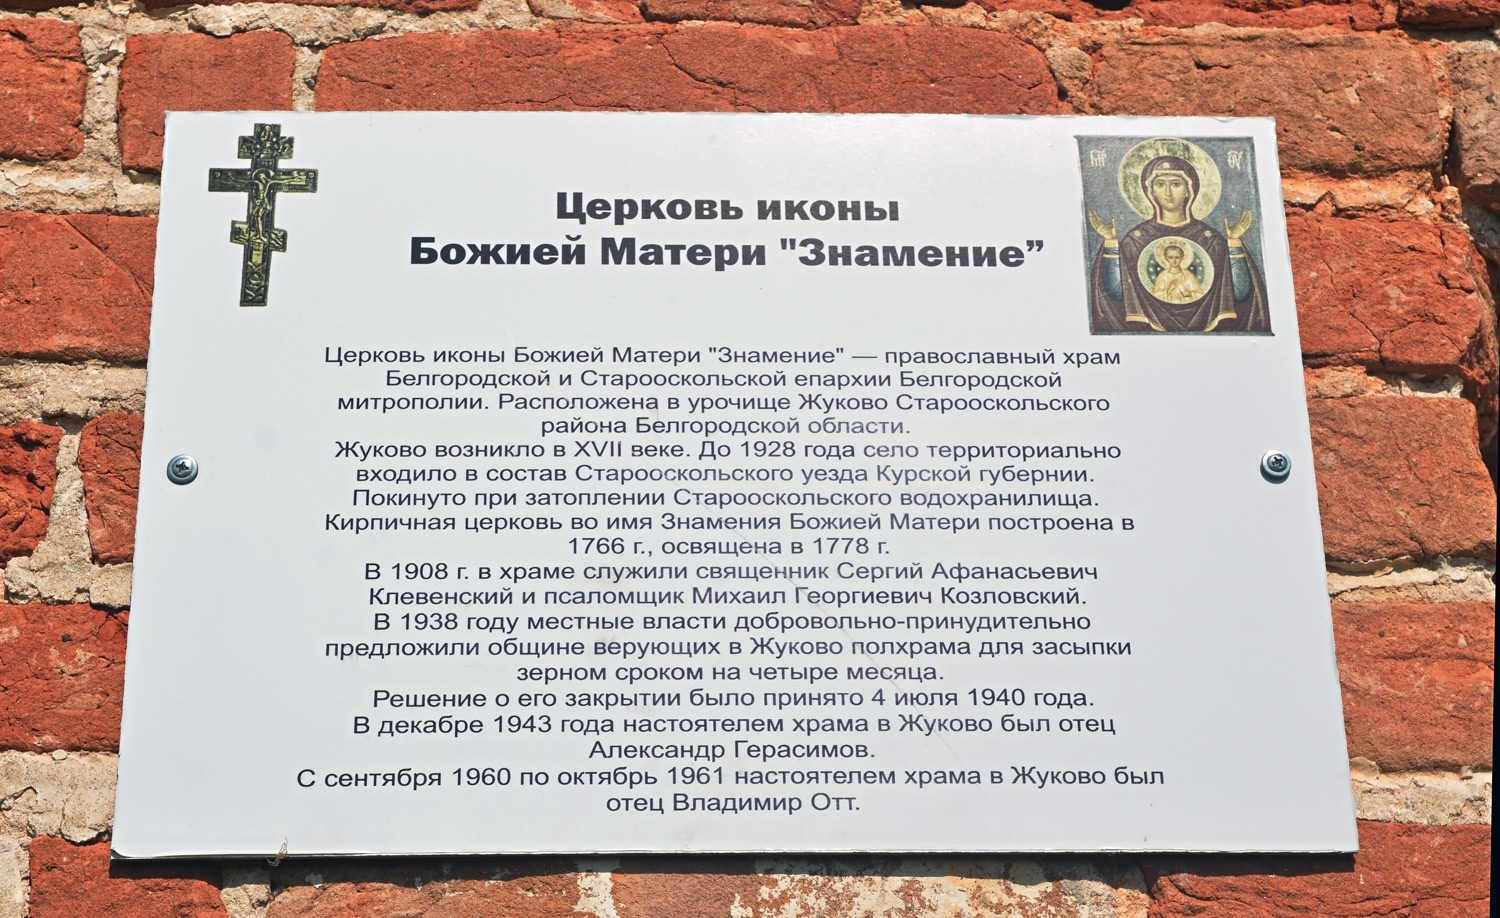 Церковь иконы
Божией Матери "Знамение”
Церковь иконы Божией Матери "Знамение" — православный храм
Белгородской и Старооскольской епархии Белгородской
митрополии. Расположена в урочище Жуково Старооскольского
района Белгородской области.
Жуково возникло в XVII веке. До 1928 года село территориально
входило в состав Старооскольского уезда Курской губернии.
Покинуто при затоплении Старооскольского водохранилища.
Кирпичная церковь во имя Знамения Божией Матери построена в
1766 г., освящена в 1778 г.
В 1908 г. в храме служили священник Сергий Афанасьевич
Клевенский и псаломщик Михаил Георгиевич Козловский.
В 1938 году местные власти добровольно-принудительно
предложили общине верующих в Жуково полхрама для засыпки
зерном сроком на четыре месяца.
Решение о его закрытии было принято 4 июля 1940 года.
В декабре 1943 года настоятелем храма в Жуково был отец
Александр Герасимов.
С сентября 1960 по октябрь 1961 настоятелем храма в Жуково был
отец Владимир Отт.